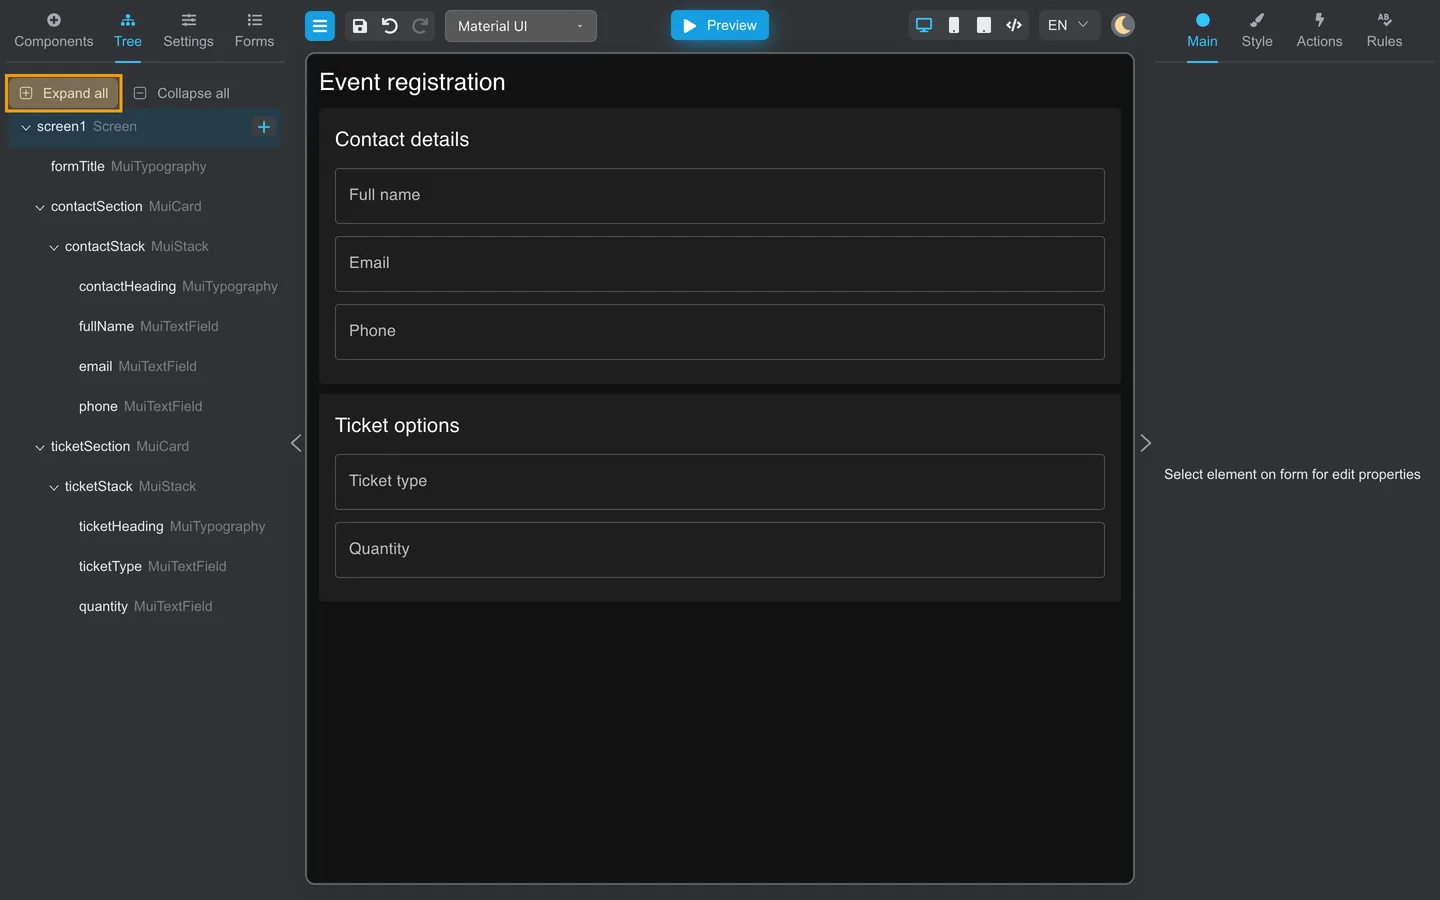 Components
Tree
Settings
Forms
Material UI
Preview
EN
Main
Style
Actions
AB
Rules
Expand all
Collapse all
screen1 Screen
formTitle MuiTypography
contactSection MuiCard
contactStack MuiStack
contactHeading MuiTypography
fullName MuiTextField
email MuiTextField
phone MuiTextField
ticketSection MuiCard
ticketStack MuiStack
ticketHeading MuiTypography
ticketType MuiTextField
quantity MuiTextField
Event registration
Contact details
Full name
Email
Phone
Ticket options
Ticket type
Quantity
Select element on form for edit properties